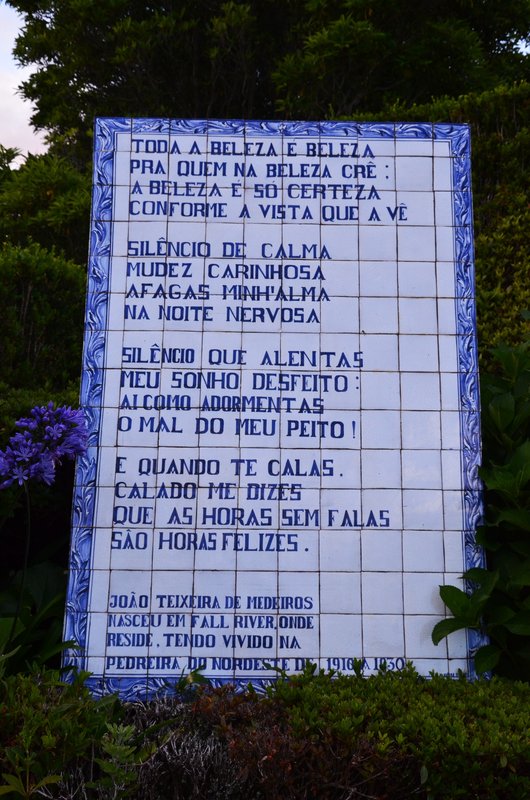 TODA A BELEZA É BELEZA
PRA QUEM NA BELEZA CRÊ :
A BELEZA É SÓ CERTEZA
CONFORME A VISTA QUE A VÊ
SILÊNCIO DE CALMA
MUDEZ CARINHOSA
AFAGAS MINH'ALMA
NA NOITE NERVOSA
SILÊNCIO QUE ALENTAS
MEU SONHO DESFEITO :
AI COMO ADORMENTAS
O MAL DO MEU PEITO !
E QUANDO TE CALAS .
CALADO ME DIZES
QUE AS HORAS SEM FALAS
SÃO HORAS FELIZES .
JOÃO TEIXEIRA DE MEDEIROS
NASCEU EM FALL RIVER, ONDE
RESIDE, TENDO VIVIDO NA
PEDREIRA DO NORDESTE DE 1910 A 1930